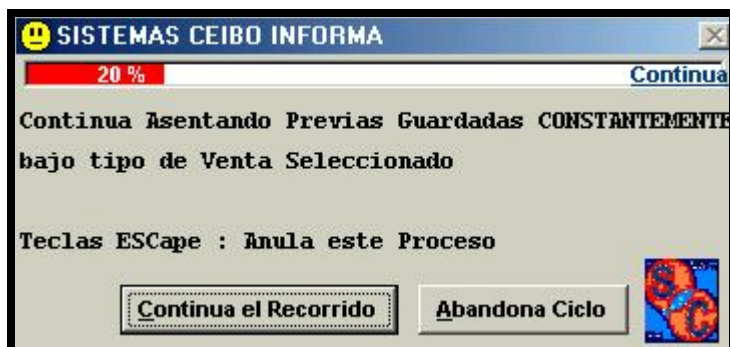 SISTEMAS CEIBO INFORMA
20 % Continua
Continua Asentando Previas Guardadas CONSTANTEMENTE
bajo tipo de Venta Seleccionado
Teclas ESCape : Anula este Proceso
Continua el Recorrido Abandona Ciclo
S C